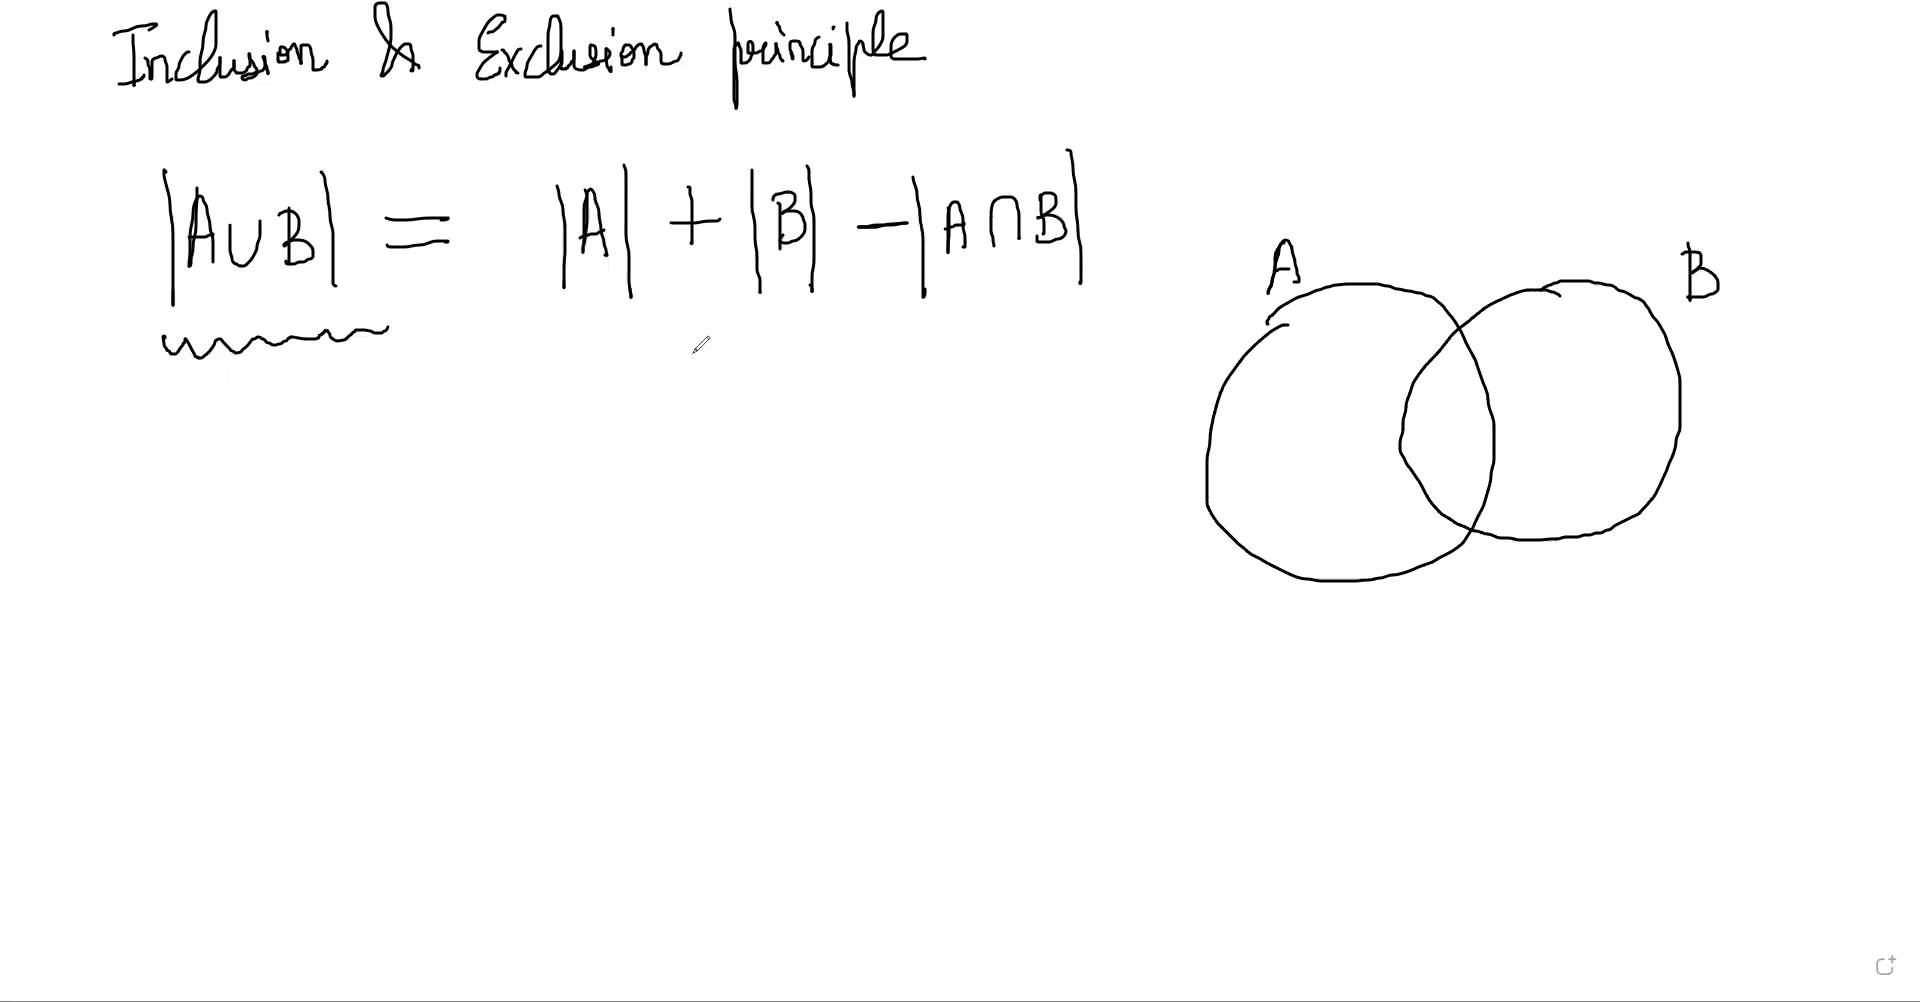 Inclusion & Exclusion principle
|A∪B| = |A| + |B| - |A∩B|
A
B